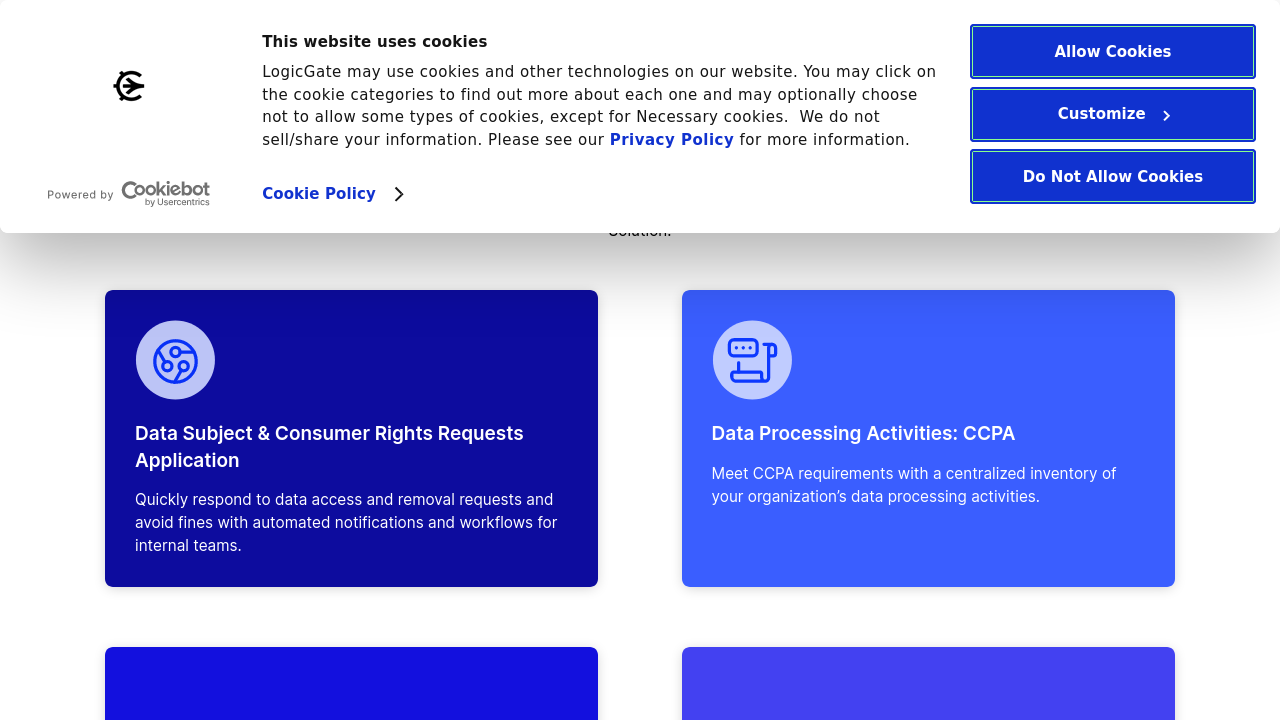 This website uses cookies
LogicGate may use cookies and other technologies on our website. You may click on
the cookie categories to find out more about each one and may optionally choose
not to allow some types of cookies, except for Necessary cookies.  We do not
sell/share your information. Please see our Privacy Policy for more information.
Cookie Policy
Powered by Cookiebot
by Usercentrics
Allow Cookies
Customize
Do Not Allow Cookies
Solution.
Data Subject & Consumer Rights Requests
Application
Quickly respond to data access and removal requests and
avoid fines with automated notifications and workflows for
internal teams.
Data Processing Activities: CCPA
Meet CCPA requirements with a centralized inventory of
your organization’s data processing activities.